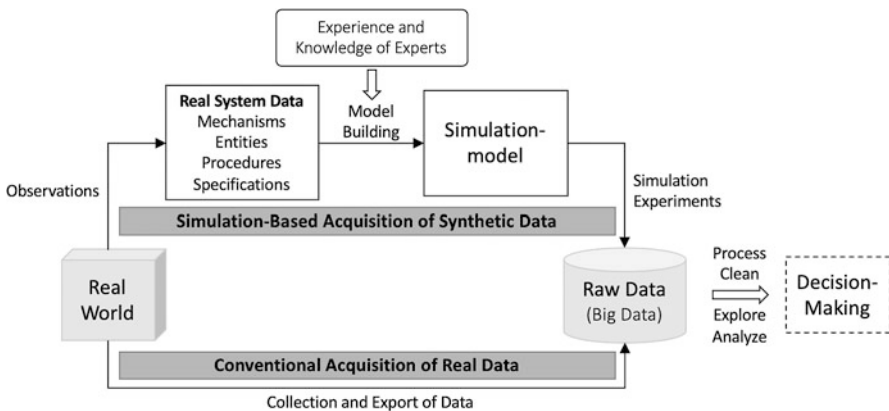 Experience and
Knowledge of Experts
Real System Data
Mechanisms
Entities
Procedures
Specifications
Model
Building
Simulation-
model
Observations
Simulation
Experiments
Simulation-Based Acquisition of Synthetic Data
Real
World
Raw Data
(Big Data)
Process
Clean
Explore
Analyze
Decision-
Making
Conventional Acquisition of Real Data
Collection and Export of Data